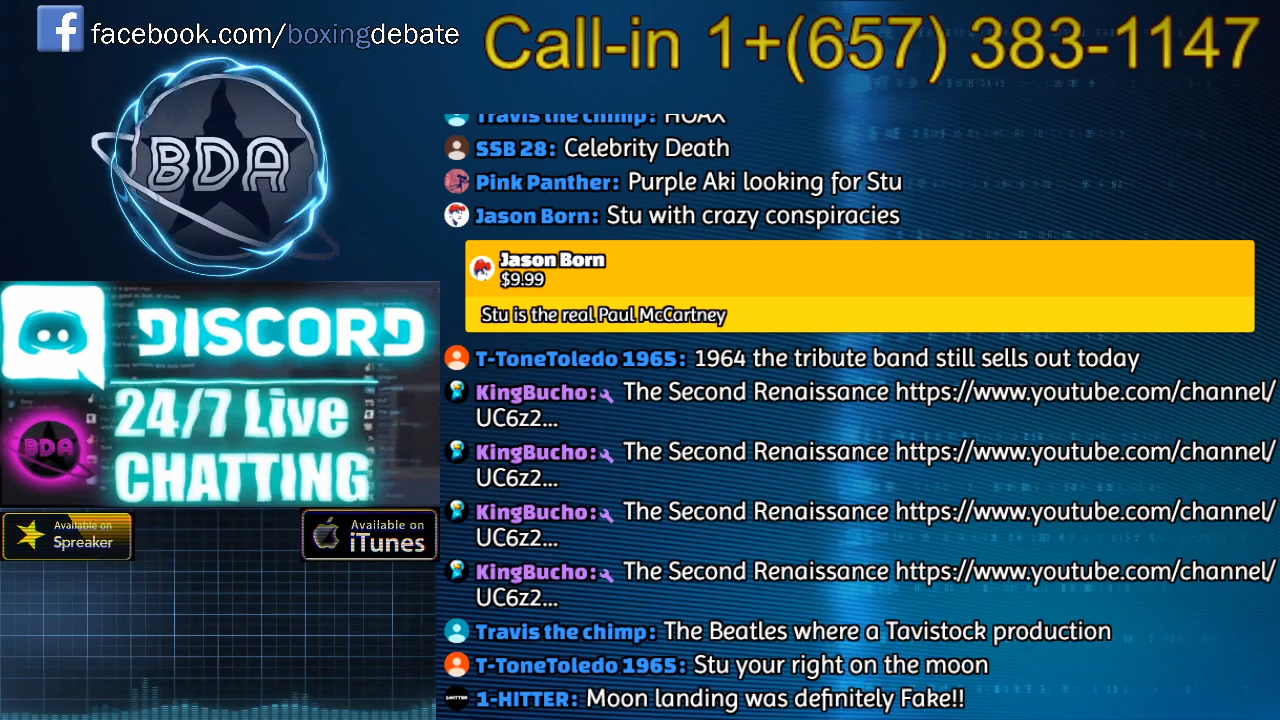 facebook.com/boxingdebate
Call-in 1+(657) 383-1147
BDA
DISCORD
24/7 Live
CHATTING
BDA
Available on
Spreaker
Available on
iTunes
Travis the chimp: HOAX
SSB 28: Celebrity Death
Pink Panther: Purple Aki looking for Stu
Jason Born: Stu with crazy conspiracies
Jason Born
$9.99
Stu is the real Paul McCartney
T-ToneToledo 1965: 1964 the tribute band still sells out today
KingBucho: The Second Renaissance https://www.youtube.com/channel/
UC6z2...
KingBucho: The Second Renaissance https://www.youtube.com/channel/
UC6z2...
KingBucho: The Second Renaissance https://www.youtube.com/channel/
UC6z2...
KingBucho: The Second Renaissance https://www.youtube.com/channel/
UC6z2...
Travis the chimp: The Beatles where a Tavistock production
T-ToneToledo 1965: Stu your right on the moon
1-HITTER: Moon landing was definitely Fake!!